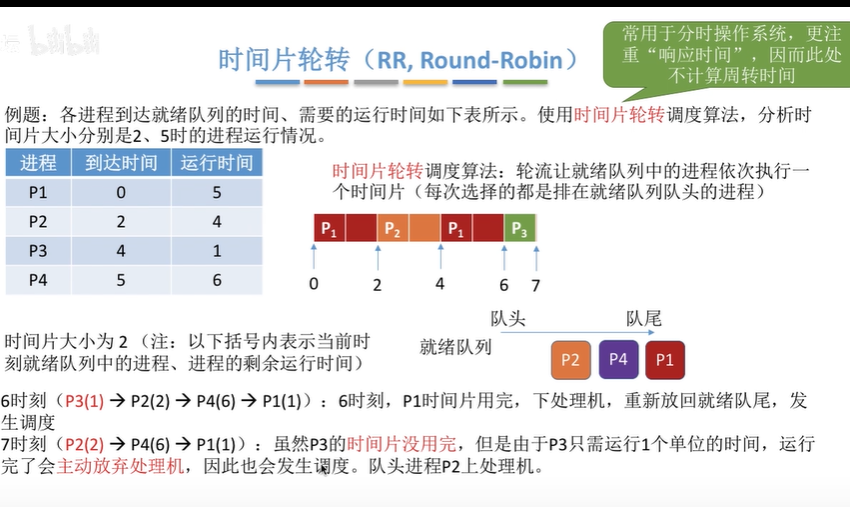 bilibili
时间片轮转（RR, Round-Robin）
常用于分时操作系统，更注
重“响应时间”，因而此处
不计算周转时间
例题：各进程到达就绪队列的时间、需要的运行时间如下表所示。使用时间片轮转调度算法，分析时
间片大小分别是2、5时的进程运行情况。
进程 到达时间 运行时间
P1 0 5
P2 2 4
P3 4 1
P4 5 6
时间片轮转调度算法：轮流让就绪队列中的进程依次执行一
个时间片（每次选择的都是排在就绪队列队头的进程）
P1 P2 P1 P3
0 2 4 6 7
队头 队尾
就绪队列
P2 P4 P1
时间片大小为 2 （注：以下括号内表示当前时
刻就绪队列中的进程、进程的剩余运行时间）
6时刻（P3(1) → P2(2) → P4(6) → P1(1)）：6时刻，P1时间片用完，下处理机，重新放回就绪队尾，发
生调度
7时刻（P2(2) → P4(6) → P1(1)）：虽然P3的时间片没用完，但是由于P3只需运行1个单位的时间，运行
完了会主动放弃处理机，因此也会发生调度。队头进程P2上处理机。